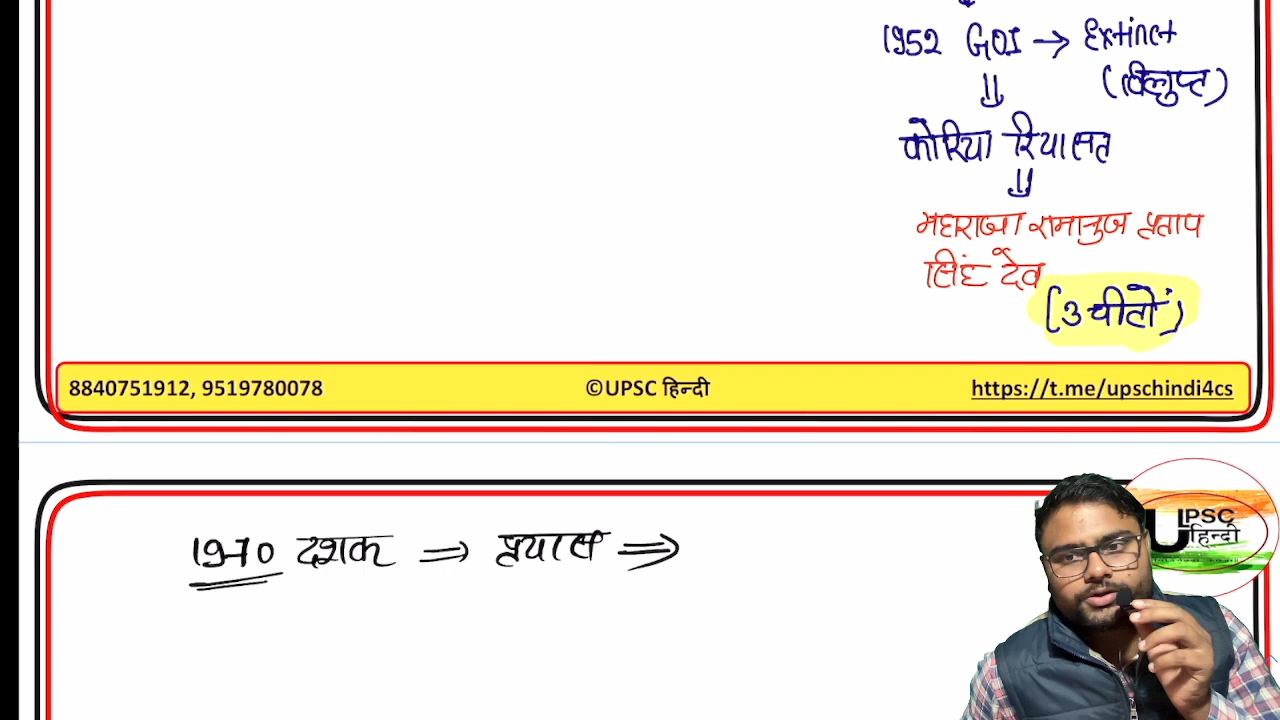 1952 GOI → Extinct
(विलुप्त)
कोरिया रियासत
महाराजा रामानुज प्रताप
सिंह देव
(3 चीतों)
8840751912, 9519780078 ©UPSC हिन्दी https://t.me/upschindi4cs
1970 दशक ⇒ प्रयास ⇒
UPSC
हिन्दी